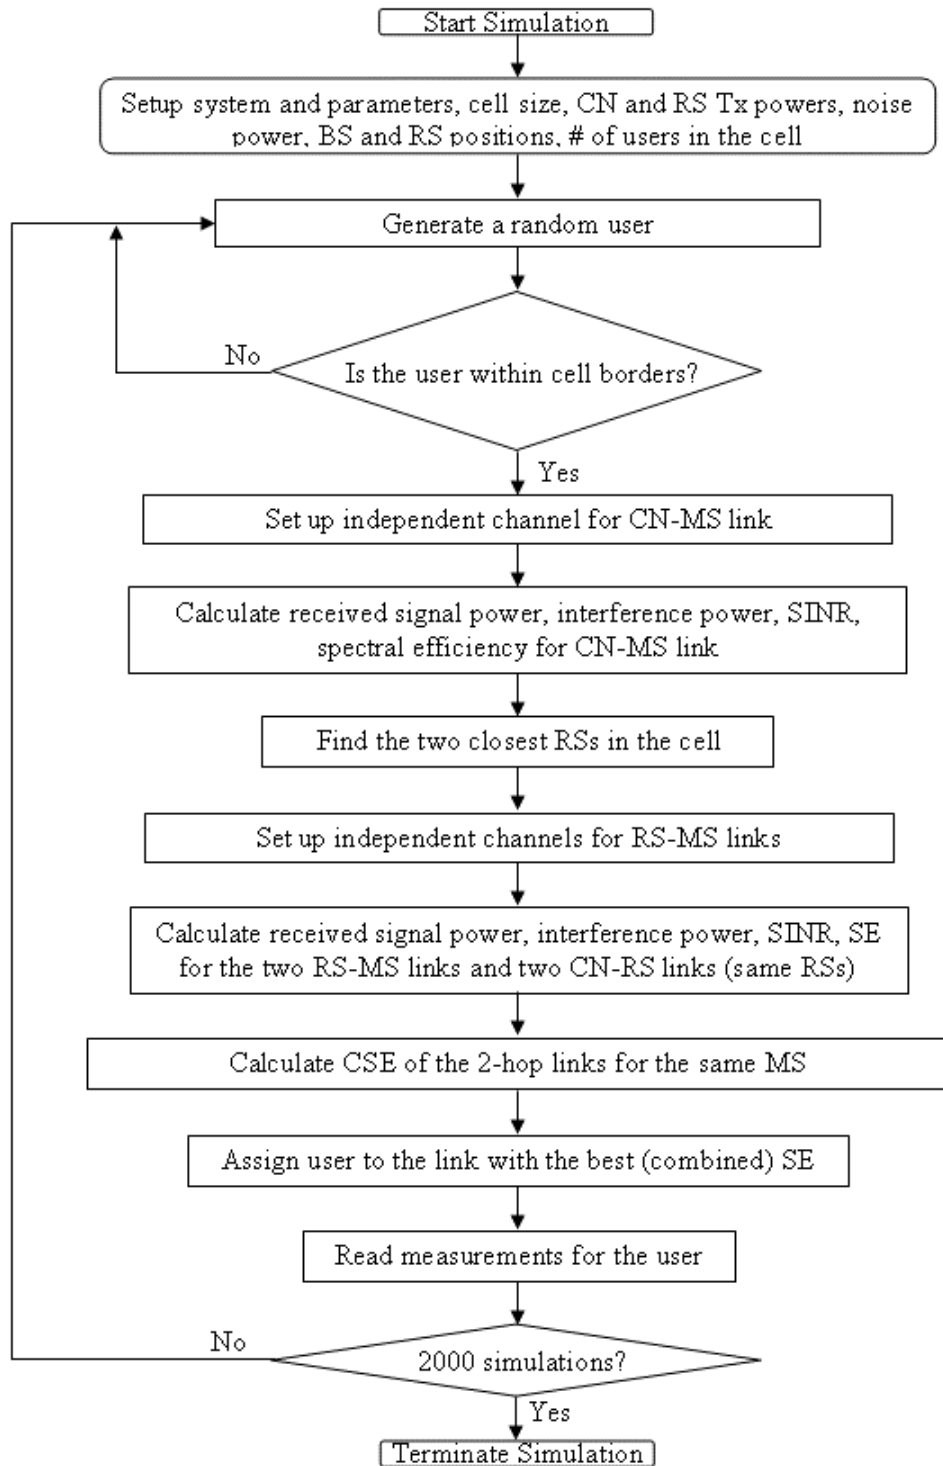 Start Simulation
Setup system and parameters, cell size, CN and RS Tx powers, noise
power, BS and RS positions, # of users in the cell
Generate a random user
No
Is the user within cell borders?
Yes
Set up independent channel for CN-MS link
Calculate received signal power, interference power, SINR,
spectral efficiency for CN-MS link
Find the two closest RSs in the cell
Set up independent channels for RS-MS links
Calculate received signal power, interference power, SINR, SE
for the two RS-MS links and two CN-RS links (same RSs)
Calculate CSE of the 2-hop links for the same MS
Assign user to the link with the best (combined) SE
Read measurements for the user
No
2000 simulations?
Yes
Terminate Simulation